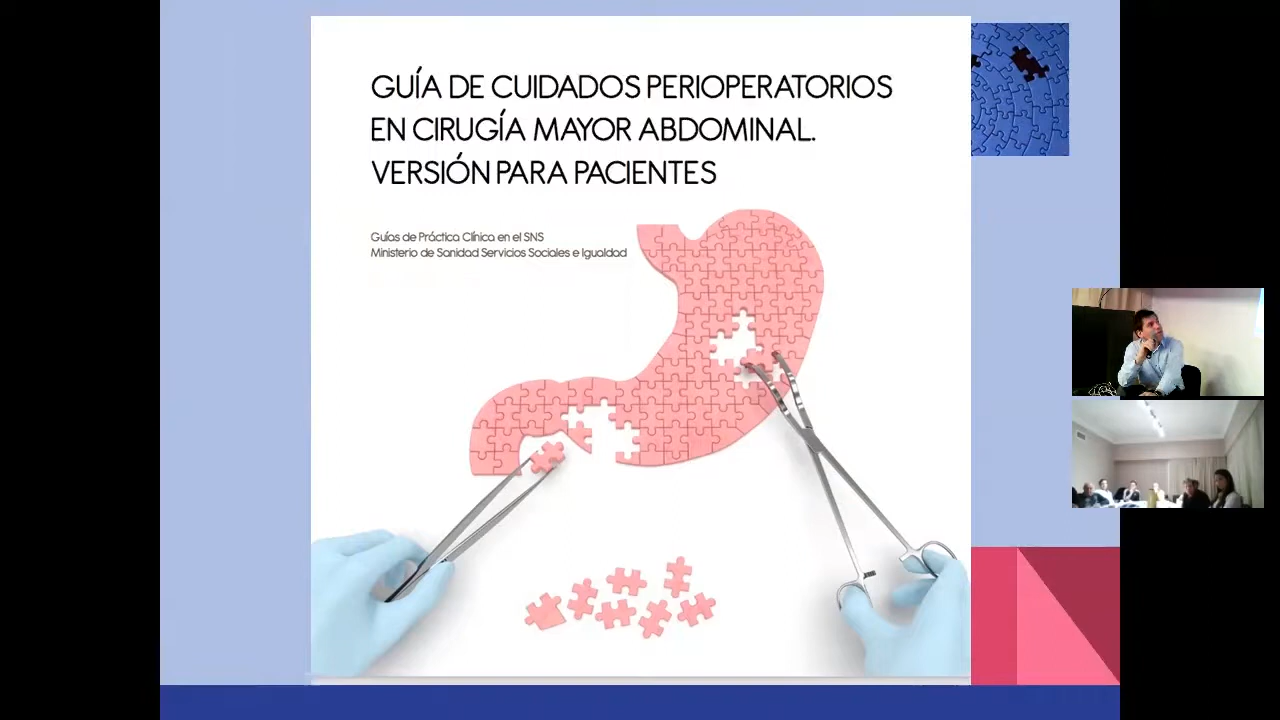 GUÍA DE CUIDADOS PERIOPERATORIOS
EN CIRUGÍA MAYOR ABDOMINAL.
VERSIÓN PARA PACIENTES
Guías de Práctica Clínica en el SNS
Ministerio de Sanidad Servicios Sociales e Igualdad